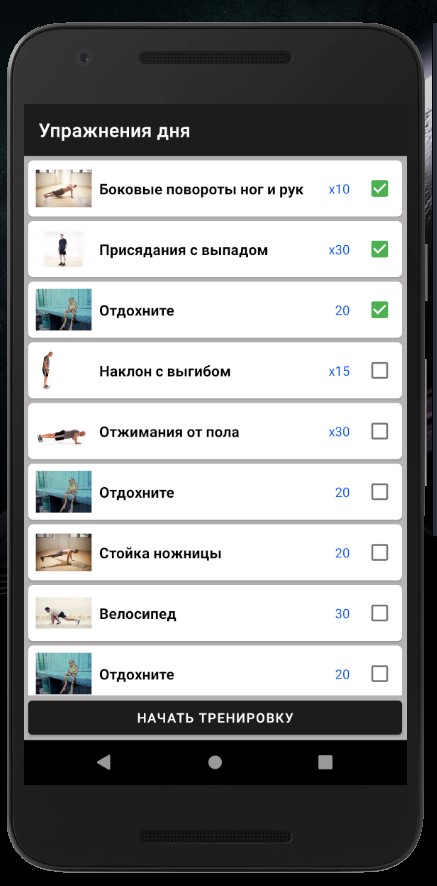 Упражнения дня
Боковые повороты ног и рук x10
Присядания с выпадом x30
Отдохните 20
Наклон с выгибом x15
Отжимания от пола x30
Отдохните 20
Стойка ножницы 20
Велосипед 30
Отдохните 20
НАЧАТЬ ТРЕНИРОВКУ